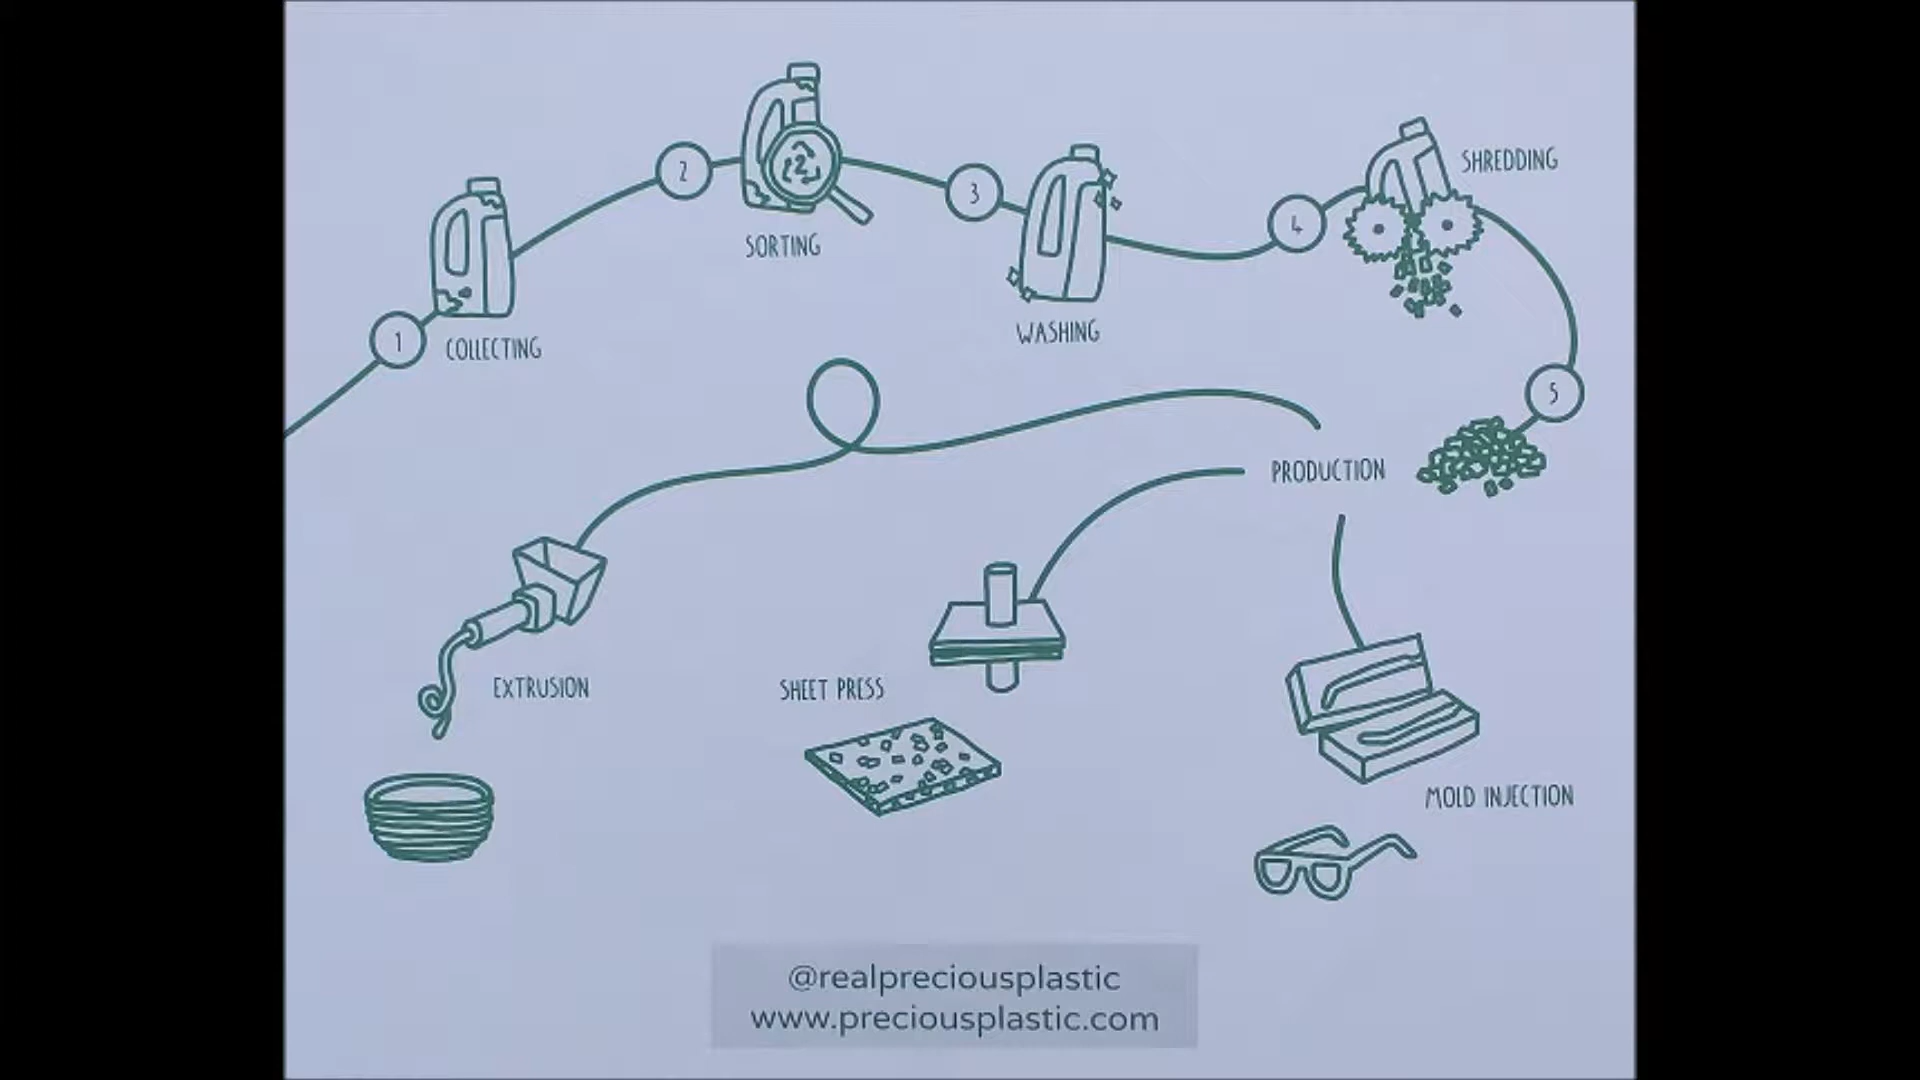 1
COLLECTING
2
SORTING
3
WASHING
4
SHREDDING
5
PRODUCTION
EXTRUSION
SHEET PRESS
MOLD INJECTION
@realpreciousplastic
www.preciousplastic.com